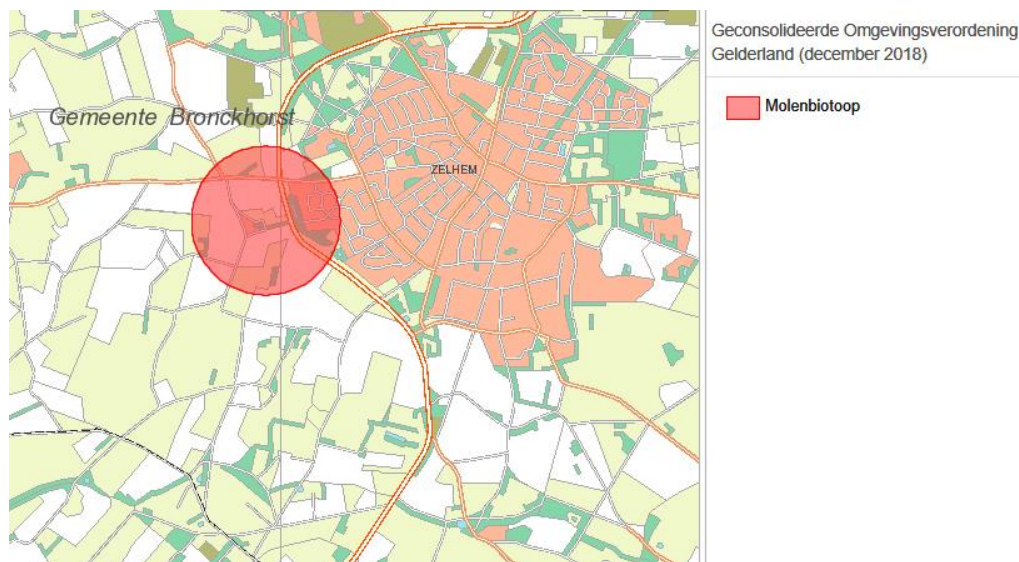 Gemeente Bronckhorst
ZELHEM
Geconsolideerde Omgevingsverordening
Gelderland (december 2018)
Molenbiotoop